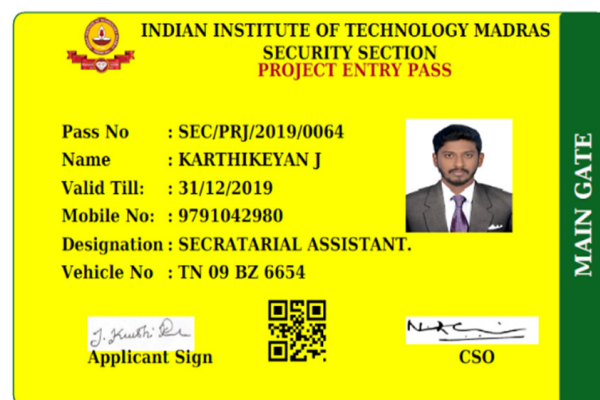 INDIAN INSTITUTE OF TECHNOLOGY MADRAS
SECURITY SECTION
PROJECT ENTRY PASS
Pass No : SEC/PRJ/2019/0064
Name : KARTHIKEYAN J
Valid Till: : 31/12/2019
Mobile No: : 9791042980
Designation : SECRATARIAL ASSISTANT.
Vehicle No : TN 09 BZ 6654
Applicant Sign
CSO
MAIN GATE